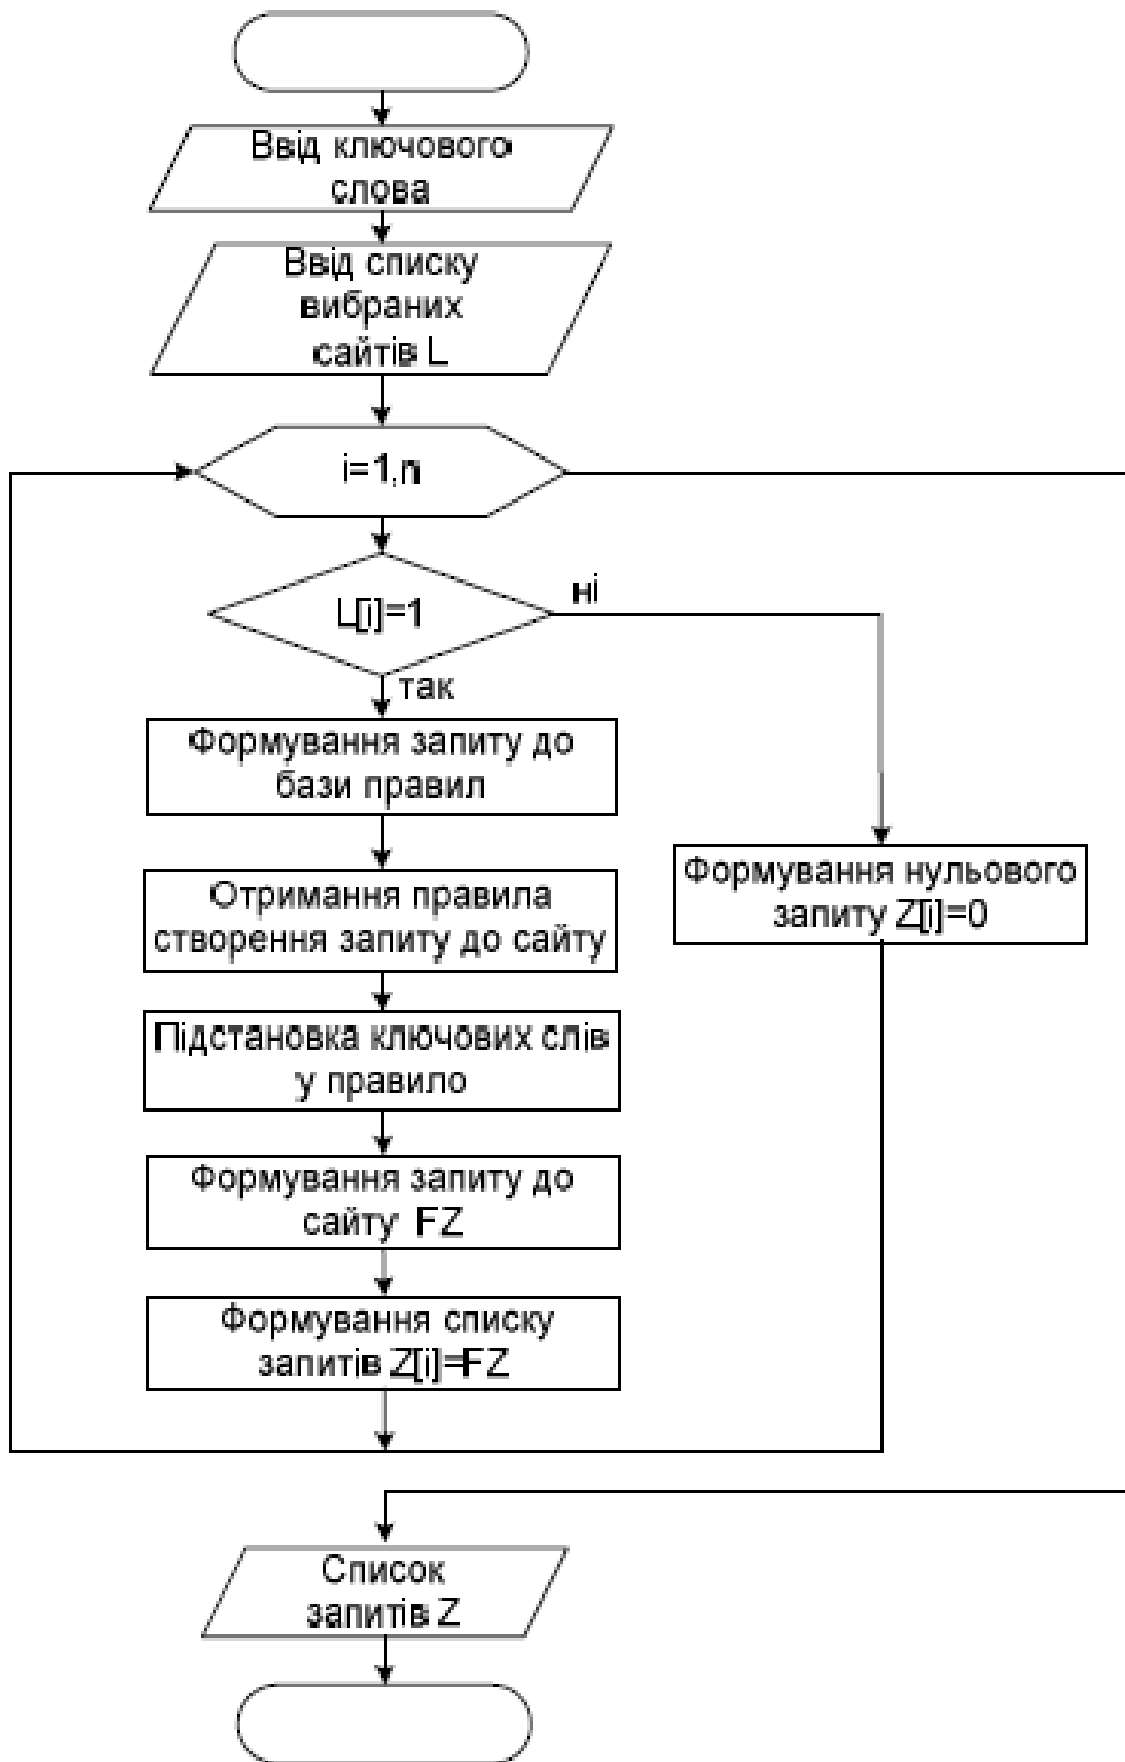 Ввід ключового
слова
Ввід списку
вибраних
сайтів L
i=1,n
L[i]=1
ні
так
Формування запиту до
бази правил
Отримання правила
створення запиту до сайту
Формування нульового
запиту Z[i]=0
Підстановка ключових слів
у правило
Формування запиту до
сайту FZ
Формування списку
запитів Z[i]=FZ
Список
запитів Z